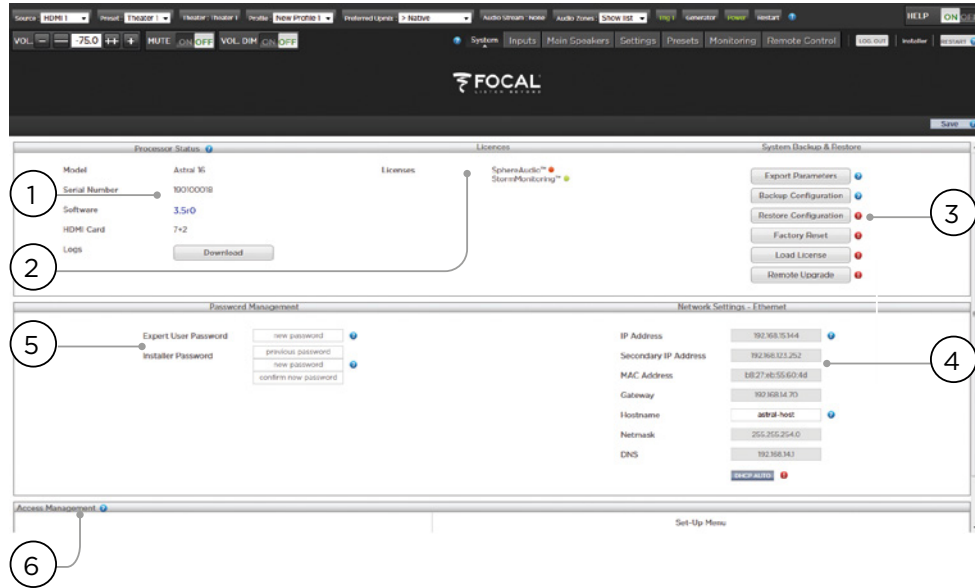 Source HDMI 1 Preset Theater 1 Theater: Theater 1 Profile New Profile 1 Preferred Upmix > Native Audio Stream: None Audio Zones: Show list Trig 1 Generator Power Restart HELP ON OFF
VOL. -75.0 ++ + MUTE ON OFF VOL. DIM ON OFF System Inputs Main Speakers Settings Presets Monitoring Remote Control LOG OUT Installer RESTART
FOCAL
LISTEN BEYOND
Save
Processor Status Licences System Backup & Restore
Model Astral 16 Licenses SpheraAudio™
StormMonitoring™
Export Parameters
1
Serial Number 190100018
Backup Configuration
Software 3.5r0
Restore Configuration
3
HDMI Card 7+2
Factory Reset
Logs Download
Load License
2
Remote Upgrade
Password Management Network Settings - Ethernet
5
Expert User Password new password
Installer Password previous password
new password
confirm new password
IP Address 192.168.15.144
Secondary IP Address 192.168.123.252
4
MAC Address b8:27:eb:55:60:4d
Gateway 192.168.14.70
Hostname astral-host
Netmask 255.255.254.0
DNS 192.168.14.1
DHCP AUTO
Access Management
Set-Up Menu
6